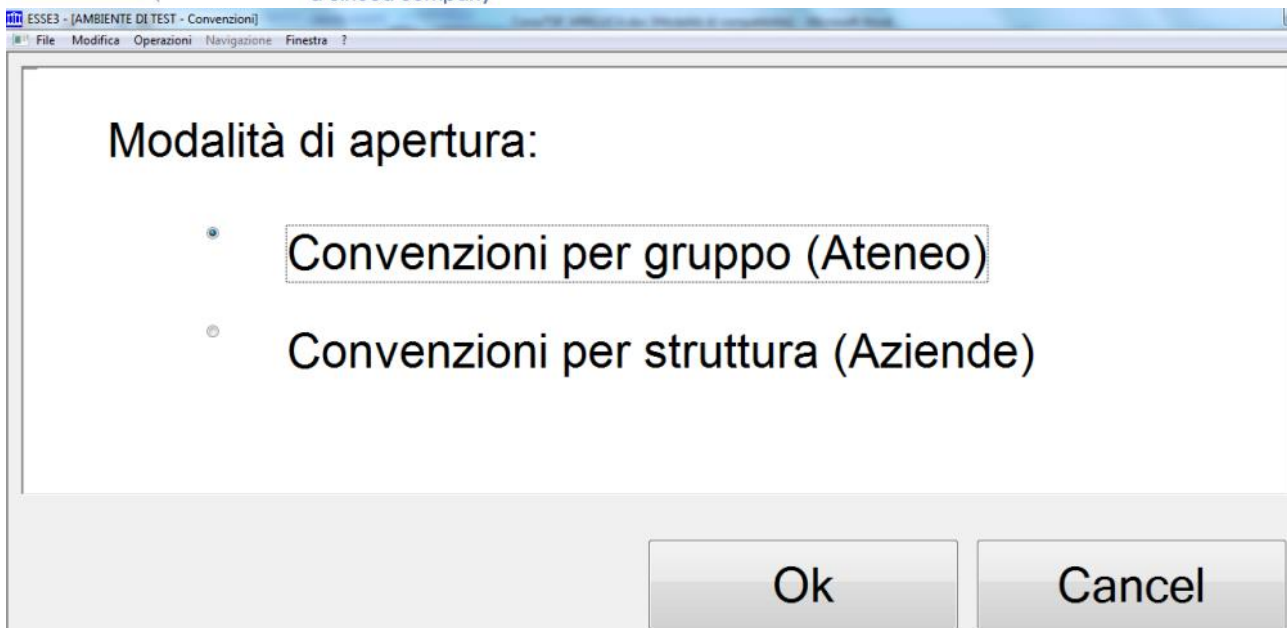 ESSE3 - [AMBIENTE DI TEST - Convenzioni]
File Modifica Operazioni Navigazione Finestra ?
Modalità di apertura:
Convenzioni per gruppo (Ateneo)
Convenzioni per struttura (Aziende)
Ok Cancel